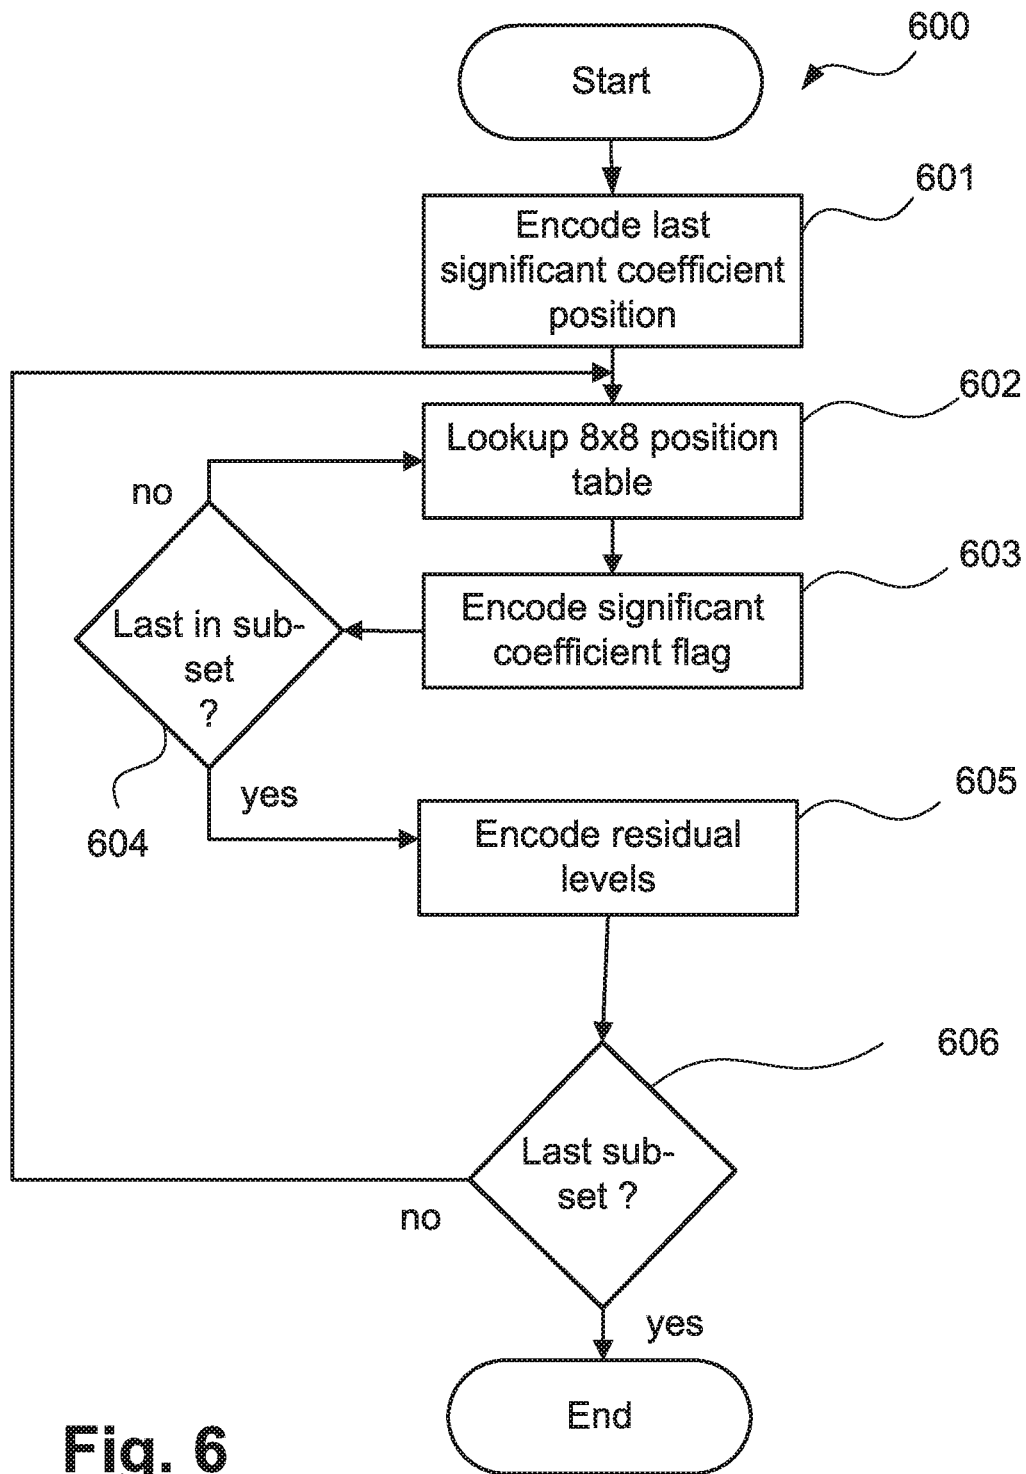 600
Start
601
Encode last
significant coefficient
position
602
Lookup 8x8 position
table
no
603
Encode significant
coefficient flag
Last in sub-
set
?
604
yes
605
Encode residual
levels
606
Last sub-
set ?
no
yes
End
Fig. 6